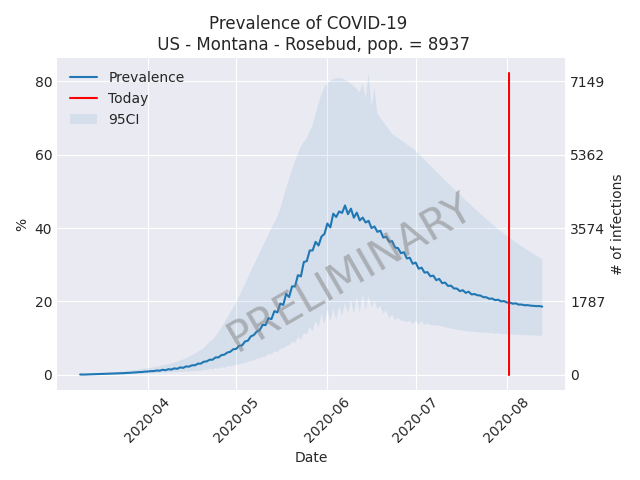 Prevalence of COVID-19
US - Montana - Rosebud, pop. = 8937
Prevalence
Today
95CI
80
60
40
20
0
%
7149
5362
3574
1787
0
# of infections
PRELIMINARY
2020-04
2020-05
2020-06
2020-07
2020-08
Date